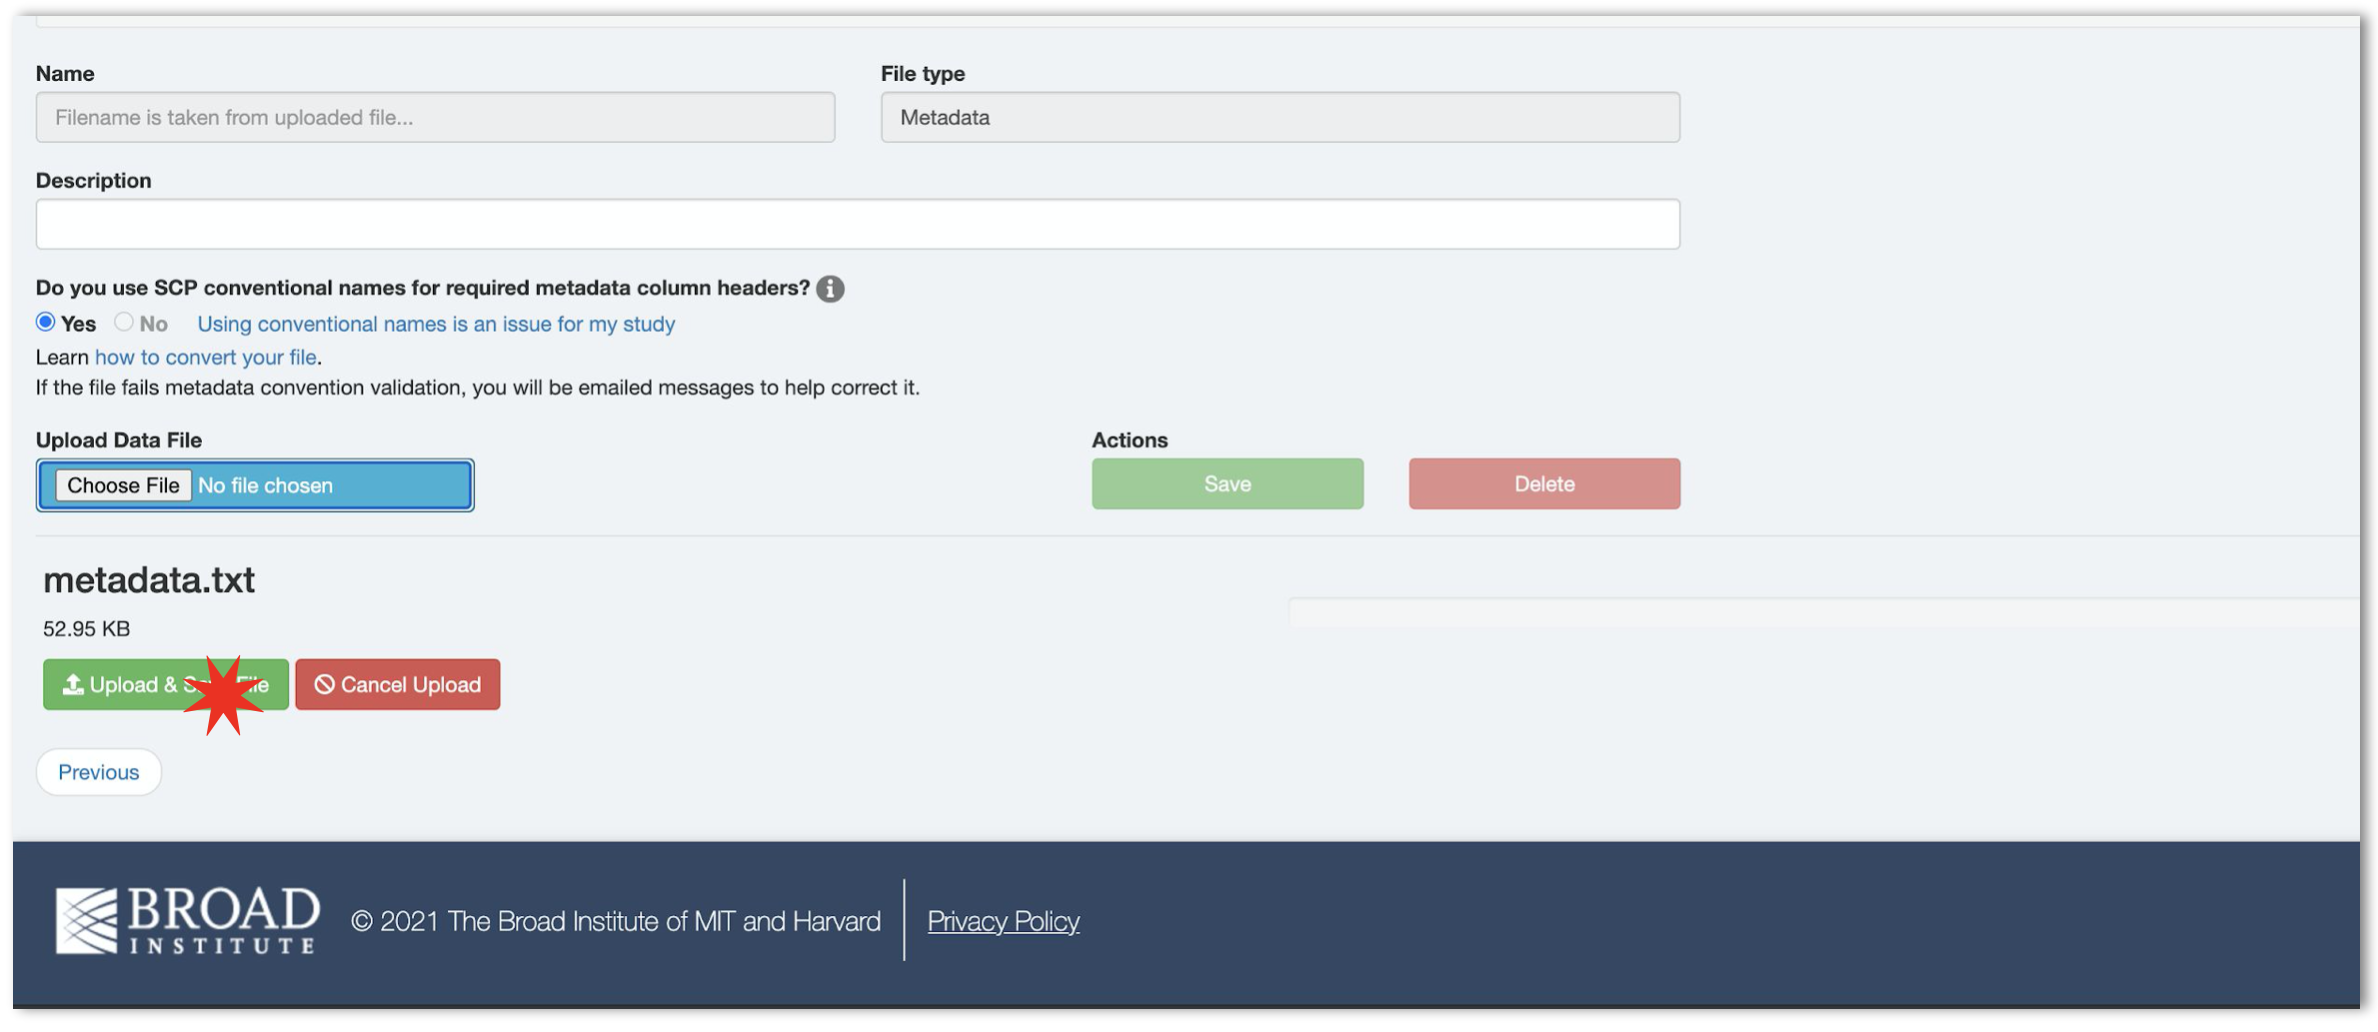 Name
File type
Filename is taken from uploaded file...
Metadata
Description
Do you use SCP conventional names for required metadata column headers?
Yes No Using conventional names is an issue for my study
Learn how to convert your file.
If the file fails metadata convention validation, you will be emailed messages to help correct it.
Upload Data File
Actions
Choose File No file chosen
Save
Delete
metadata.txt
52.95 KB
Upload & File
Cancel Upload
Previous
BROAD
INSTITUTE
© 2021 The Broad Institute of MIT and Harvard
Privacy Policy